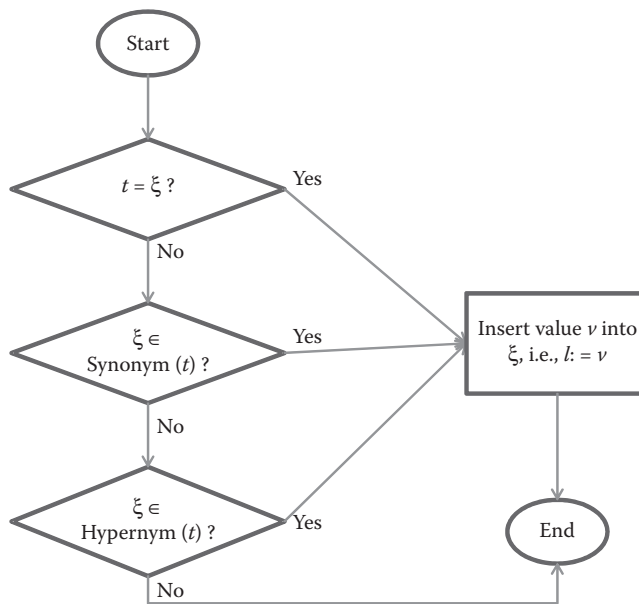 Start
t = ξ ?
Yes
No
ξ ∈
Synonym (t) ?
Yes
No
ξ ∈
Hypernym (t) ?
Yes
No
Insert value v into
ξ, i.e., l: = v
End